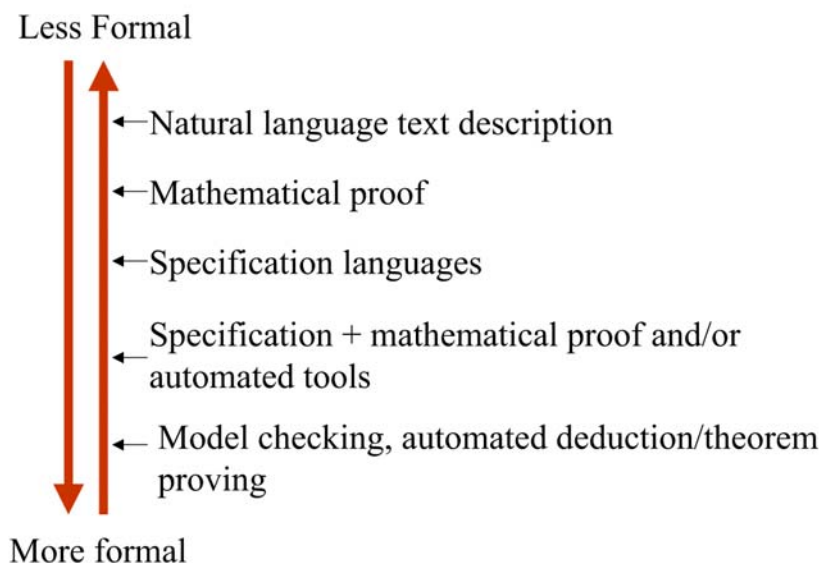 Less Formal
Natural language text description
Mathematical proof
Specification languages
Specification + mathematical proof and/or
automated tools
Model checking, automated deduction/theorem
proving
More formal